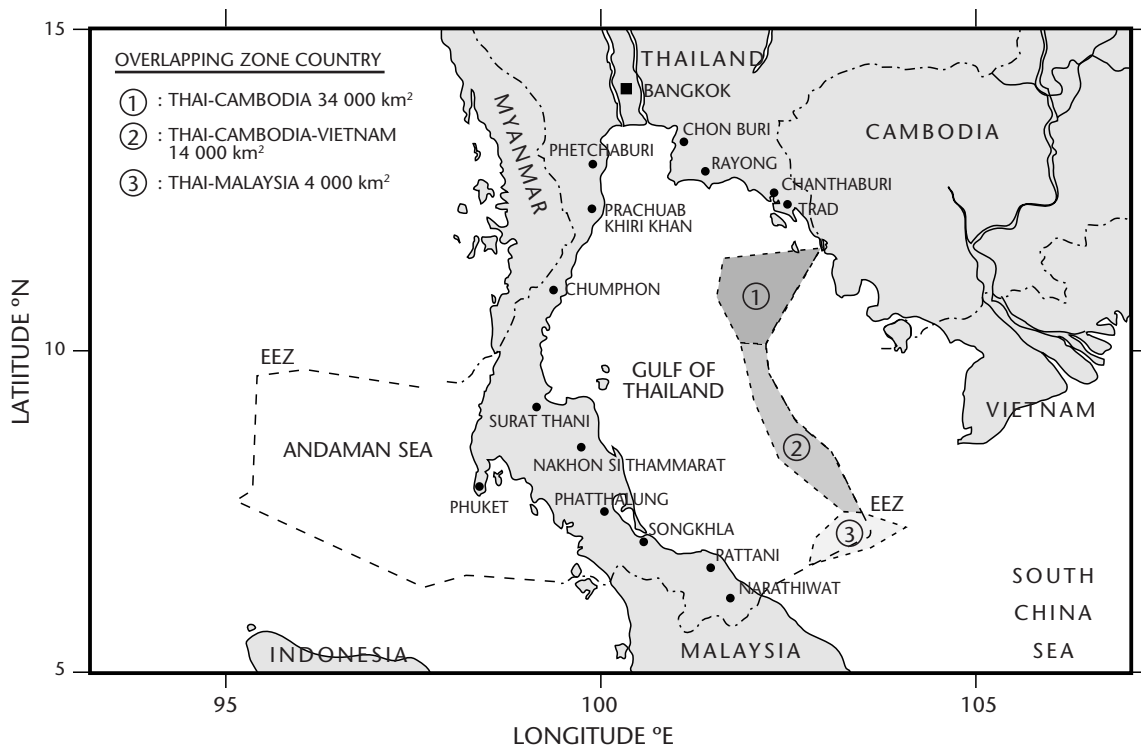 15
OVERLAPPING ZONE COUNTRY
1 : THAI-CAMBODIA 34 000 km²
2 : THAI-CAMBODIA-VIETNAM
14 000 km²
3 : THAI-MALAYSIA 4 000 km²
THAILAND
BANGKOK
MYANMAR
CHON BURI
CAMBODIA
PHETCHABURI
RAYONG
CHANTHABURI
TRAD
PRACHUAB
KHIRI KHAN
CHUMPHON
1
LATIITUDE ºN
10
EEZ
GULF OF
THAILAND
VIETNAM
SURAT THANI
ANDAMAN SEA
2
NAKHON SI THAMMARAT
PHUKET
PHATTHALUNG
EEZ
SONGKHLA
3
PATTANI
NARATHIWAT
SOUTH
CHINA
SEA
INDONESIA
MALAYSIA
5
95
100
105
LONGITUDE ºE